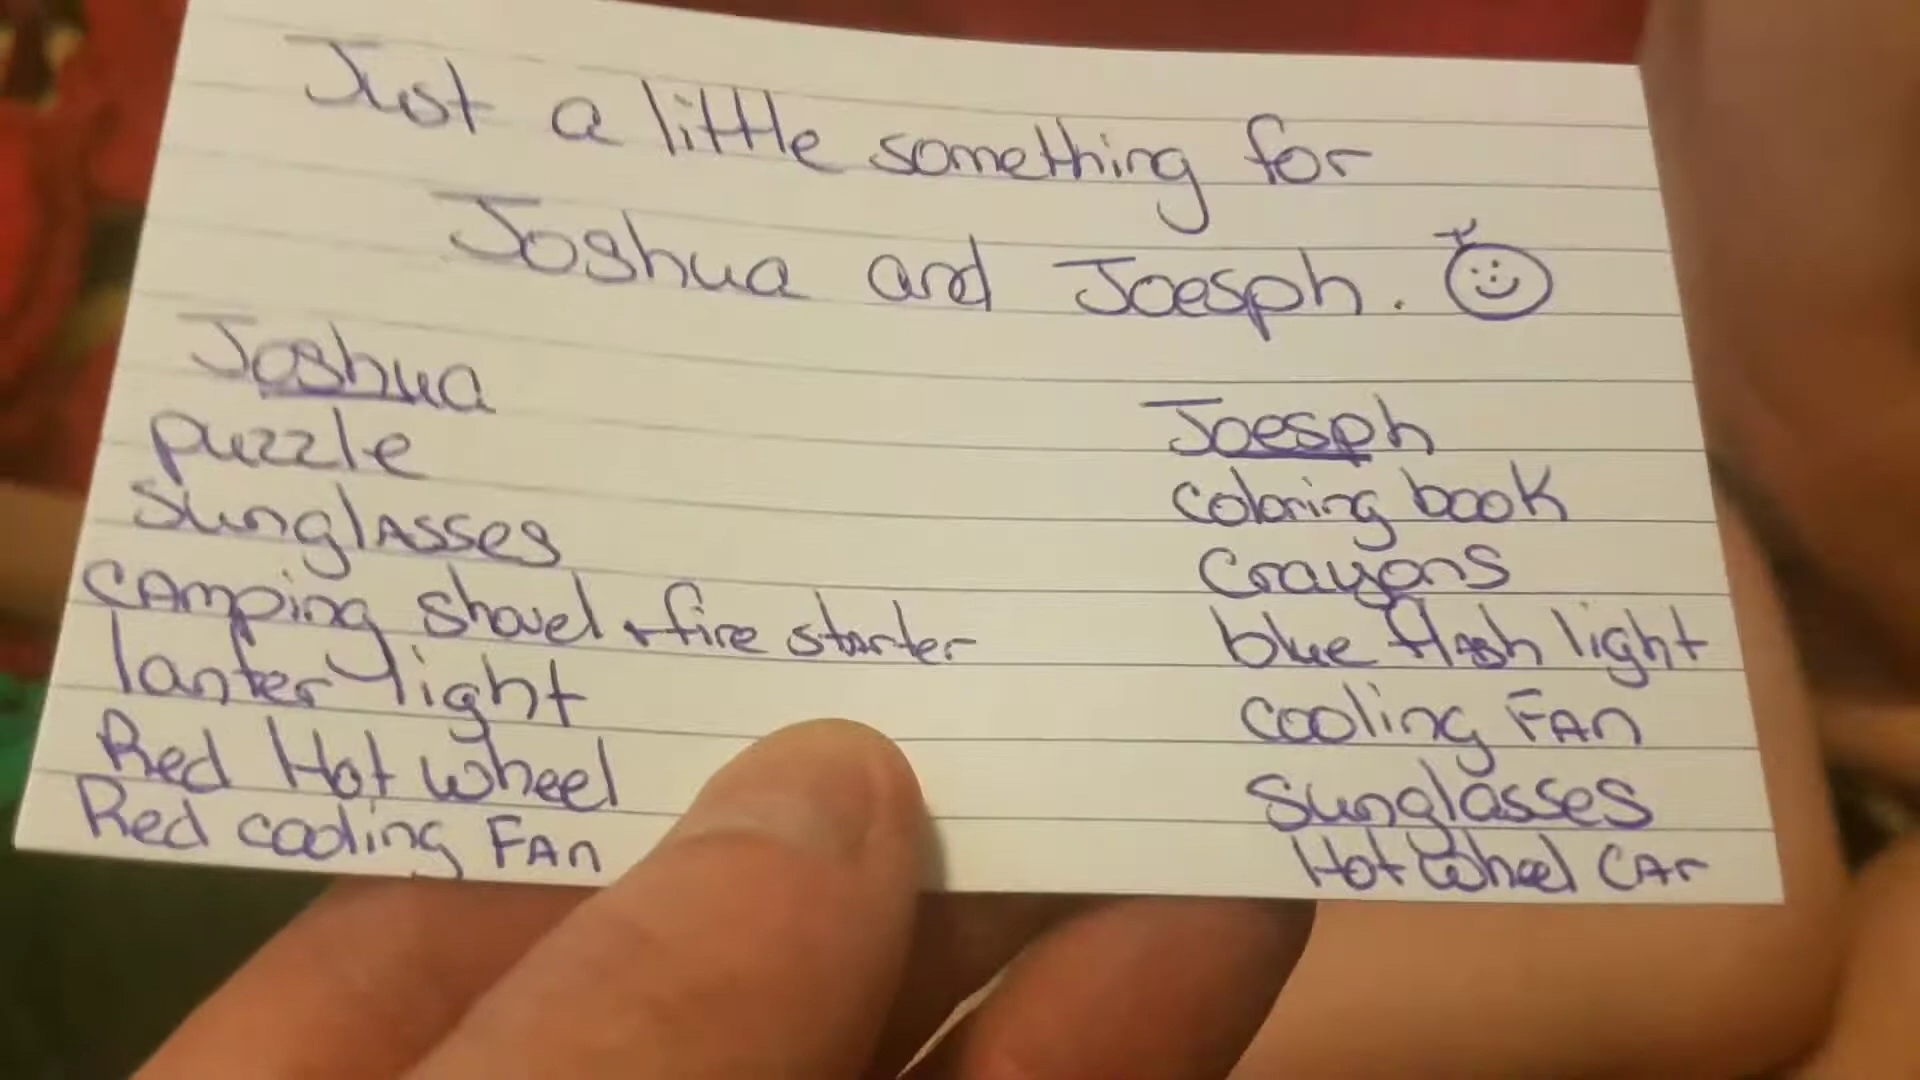 Just a little something for
Joshua and Joesph.
Joshua
puzzle
sunglasses
camping shovel + fire starter
lanter light
Red Hot wheel
Red cooling Fan
Joesph
coloring book
Crayons
blue flash light
cooling Fan
sunglasses
Hot Wheel CAr